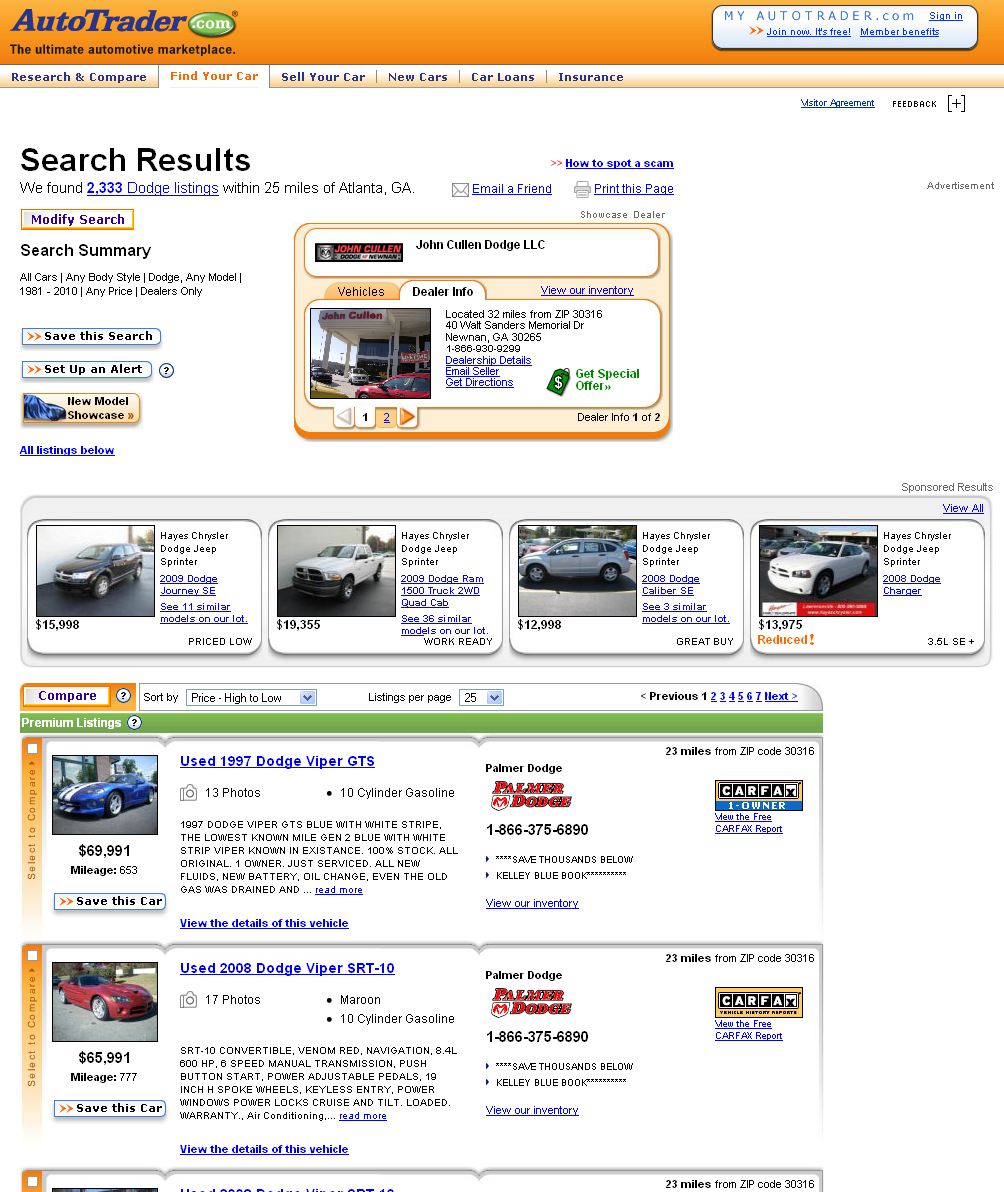 AutoTrader.com
The ultimate automotive marketplace.
MY AUTOTRADER.com Sign in
>> Join now. It's free! Member benefits
Research & Compare Find Your Car Sell Your Car New Cars Car Loans Insurance
Visitor Agreement FEEDBACK [+]
Search Results
>> How to spot a scam
We found 2,333 Dodge listings within 25 miles of Atlanta, GA.
Email a Friend Print this Page
Advertisement
Modify Search
Search Summary
All Cars | Any Body Style | Dodge, Any Model |
1981 - 2010 | Any Price | Dealers Only
>> Save this Search
>> Set Up an Alert ?
New Model
Showcase »
All listings below
Showcase Dealer
JOHN CULLEN
DODGE OF NEWNAN
John Cullen Dodge LLC
Vehicles Dealer Info View our inventory
John Cullen
Located 32 miles from ZIP 30316
40 Walt Sanders Memorial Dr
Newnan, GA 30265
1-866-930-9299
Dealership Details
Email Seller
Get Directions
Get Special
Offer»
1 2
Dealer Info 1 of 2
Sponsored Results
View All
Hayes Chrysler
Dodge Jeep
Sprinter
2009 Dodge
Journey SE
See 11 similar
models on our lot.
$15,998
PRICED LOW
Hayes Chrysler
Dodge Jeep
Sprinter
2009 Dodge Ram
1500 Truck 2WD
Quad Cab
See 36 similar
models on our lot.
$19,355
WORK READY
Hayes Chrysler
Dodge Jeep
Sprinter
2008 Dodge
Caliber SE
See 3 similar
models on our lot.
$12,998
GREAT BUY
Hayes Chrysler
Dodge Jeep
Sprinter
2008 Dodge
Charger
$13,975
Reduced!
3.5L SE +
Compare ? Sort by Price - High to Low Listings per page 25 < Previous 1 2 3 4 5 6 7 Next >
Premium Listings ?
Select to Compare
$69,991
Mileage: 653
>> Save this Car
Used 1997 Dodge Viper GTS
13 Photos • 10 Cylinder Gasoline
1997 DODGE VIPER GTS BLUE WITH WHITE STRIPE,
THE LOWEST KNOWN MILE GEN 2 BLUE WITH WHITE
STRIP VIPER KNOWN IN EXISTANCE. 100% STOCK. ALL
ORIGINAL. 1 OWNER. JUST SERVICED. ALL NEW
FLUIDS, NEW BATTERY, OIL CHANGE, EVEN THE OLD
GAS WAS DRAINED AND ... read more
View the details of this vehicle
23 miles from ZIP code 30316
Palmer Dodge
PALMER
DODGE
1-866-375-6890
****SAVE THOUSANDS BELOW
KELLEY BLUE BOOK**********
View our inventory
CARFAX
1-OWNER
View the Free
CARFAX Report
Select to Compare
$65,991
Mileage: 777
>> Save this Car
Used 2008 Dodge Viper SRT-10
17 Photos • Maroon
• 10 Cylinder Gasoline
SRT-10 CONVERTIBLE, VENOM RED, NAVIGATION, 8.4L
600 HP, 6 SPEED MANUAL TRANSMISSION, PUSH
BUTTON START, POWER ADJUSTABLE PEDALS, 19
INCH H SPOKE WHEELS, KEYLESS ENTRY, POWER
WINDOWS POWER LOCKS CRUISE AND TILT. LOADED.
WARRANTY., Air Conditioning,... read more
View the details of this vehicle
23 miles from ZIP code 30316
Palmer Dodge
PALMER
DODGE
1-866-375-6890
****SAVE THOUSANDS BELOW
KELLEY BLUE BOOK**********
View our inventory
CARFAX
VEHICLE HISTORY REPORTS
View the Free
CARFAX Report
23 miles from ZIP code 30316